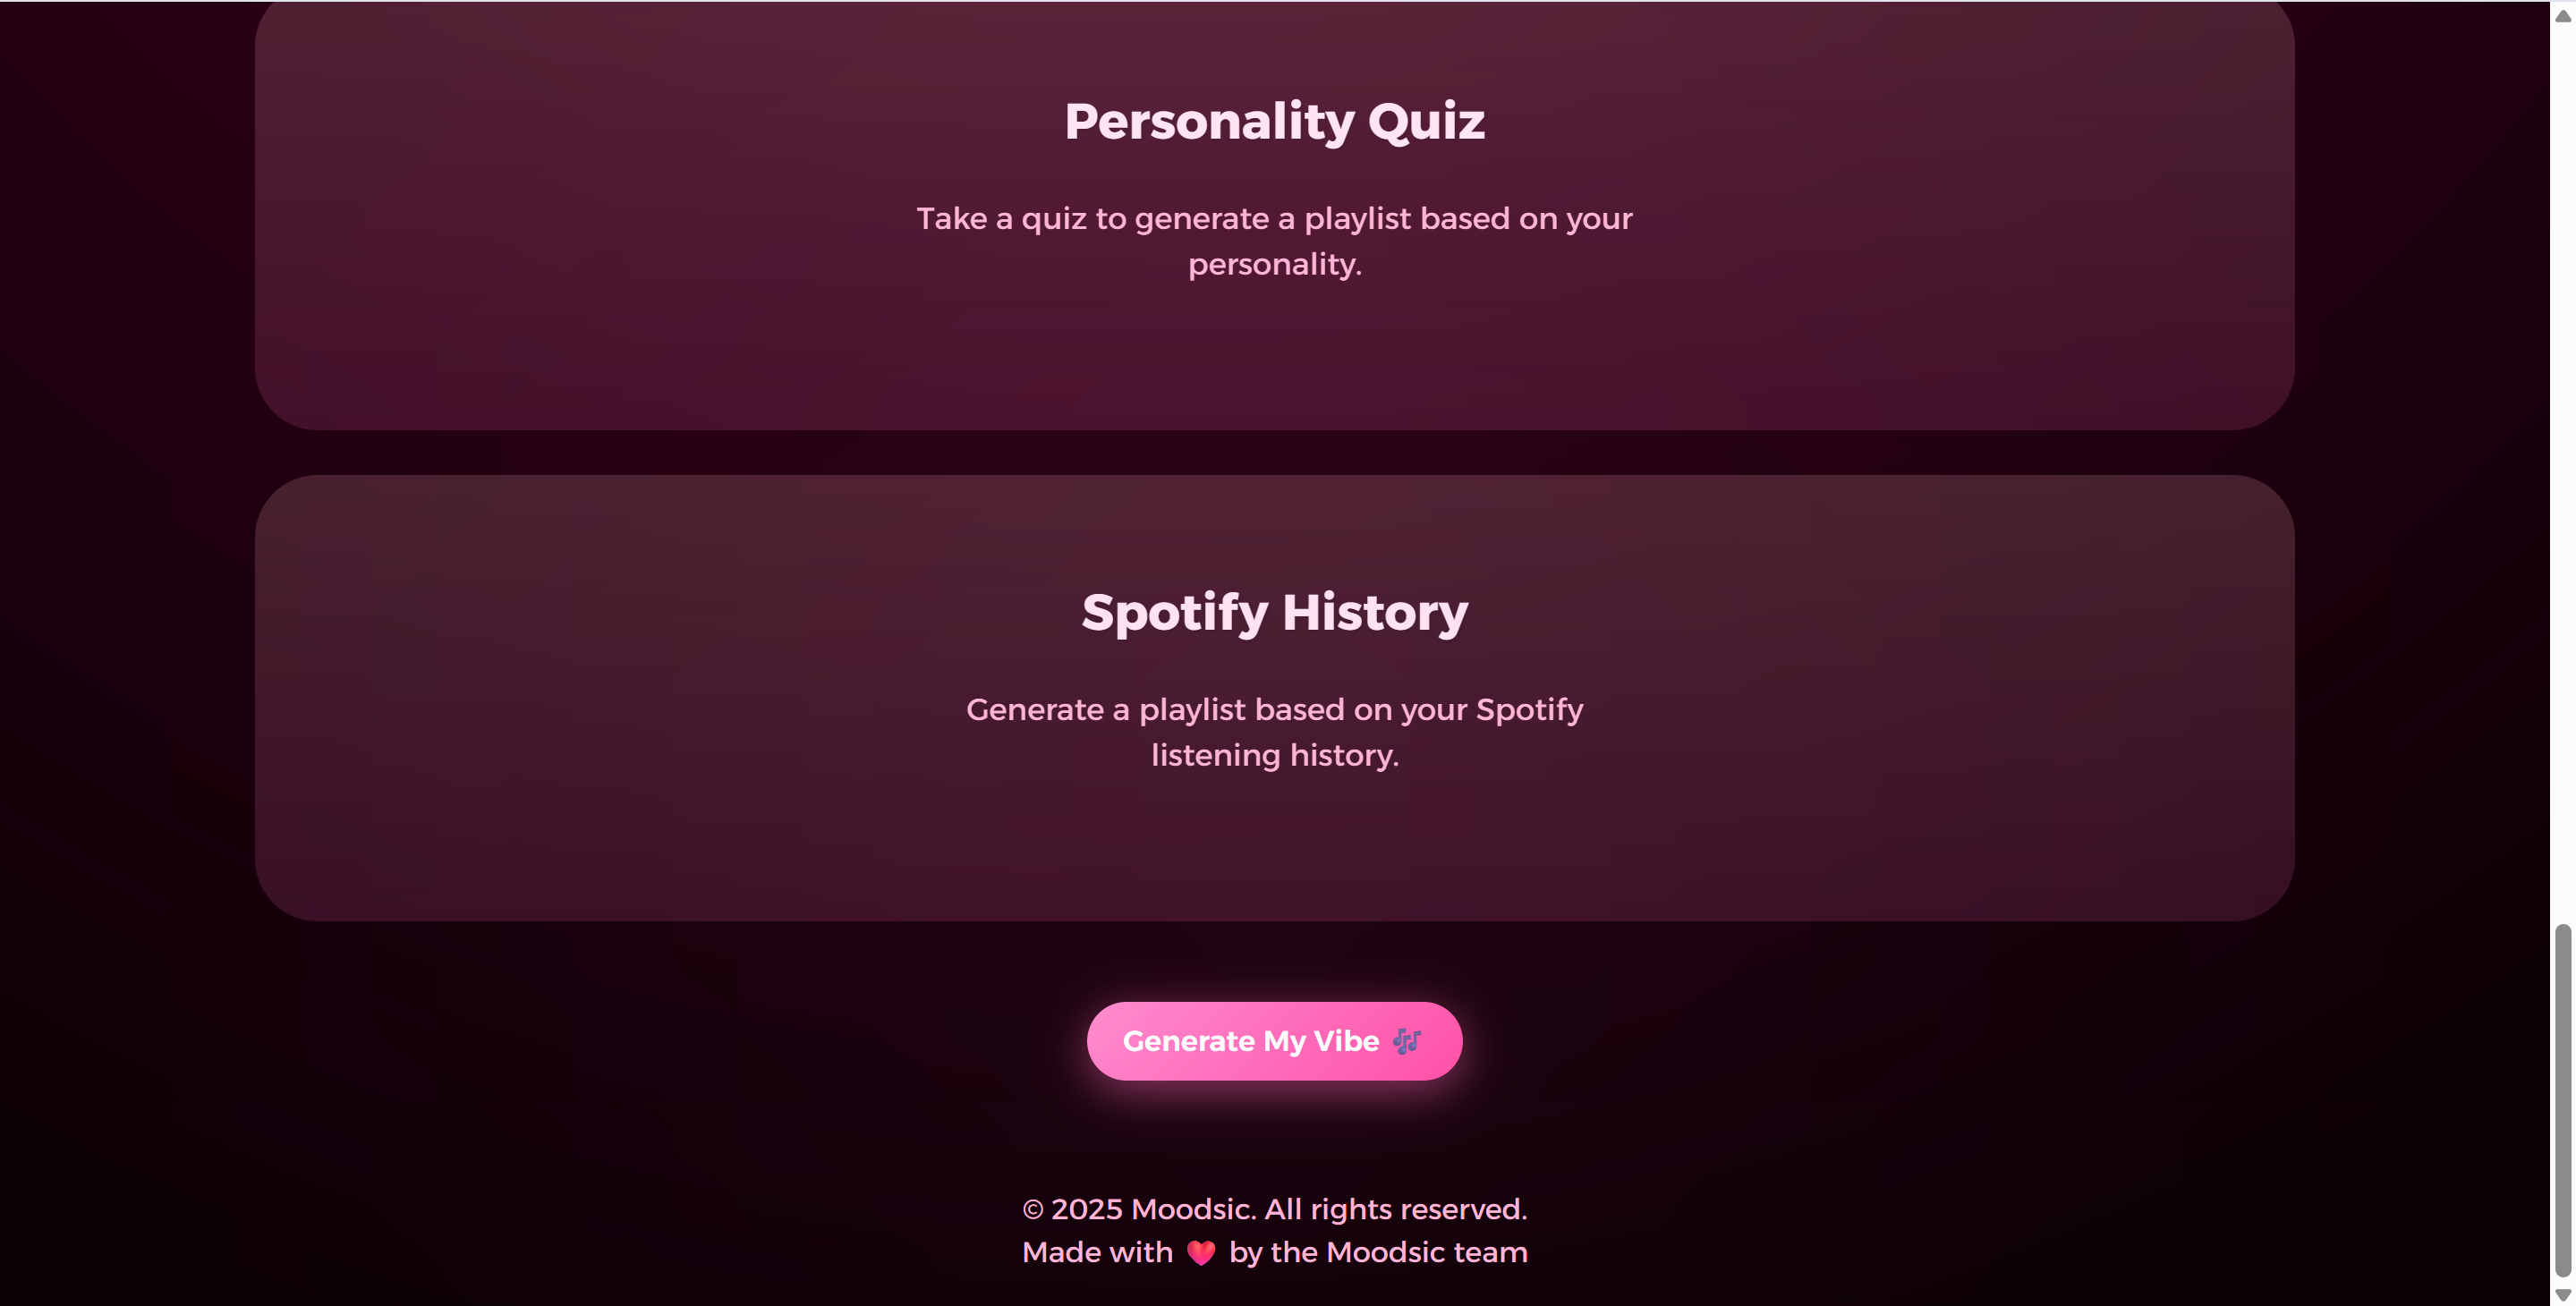 Personality Quiz
Take a quiz to generate a playlist based on your
personality.
Spotify History
Generate a playlist based on your Spotify
listening history.
Generate My Vibe 🎶
© 2025 Moodsic. All rights reserved.
Made with ❤️ by the Moodsic team